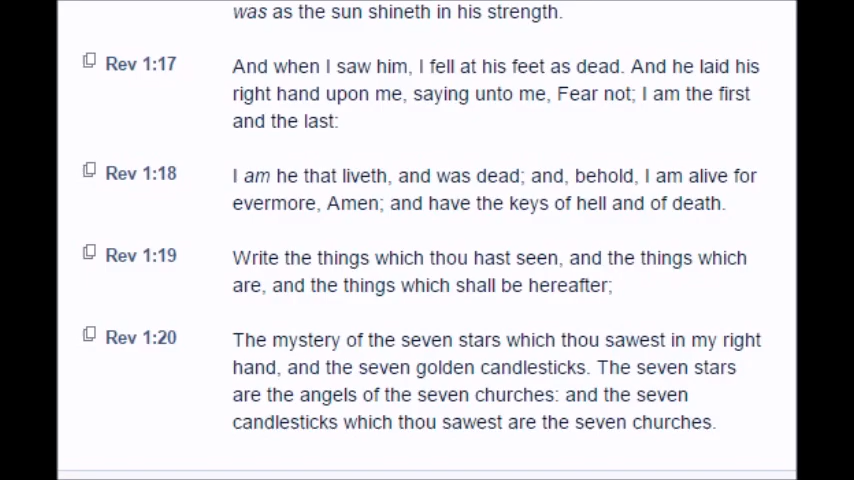 was as the sun shineth in his strength.
Rev 1:17 And when I saw him, I fell at his feet as dead. And he laid his
right hand upon me, saying unto me, Fear not; I am the first
and the last:
Rev 1:18 I am he that liveth, and was dead; and, behold, I am alive for
evermore, Amen; and have the keys of hell and of death.
Rev 1:19 Write the things which thou hast seen, and the things which
are, and the things which shall be hereafter;
Rev 1:20 The mystery of the seven stars which thou sawest in my right
hand, and the seven golden candlesticks. The seven stars
are the angels of the seven churches: and the seven
candlesticks which thou sawest are the seven churches.